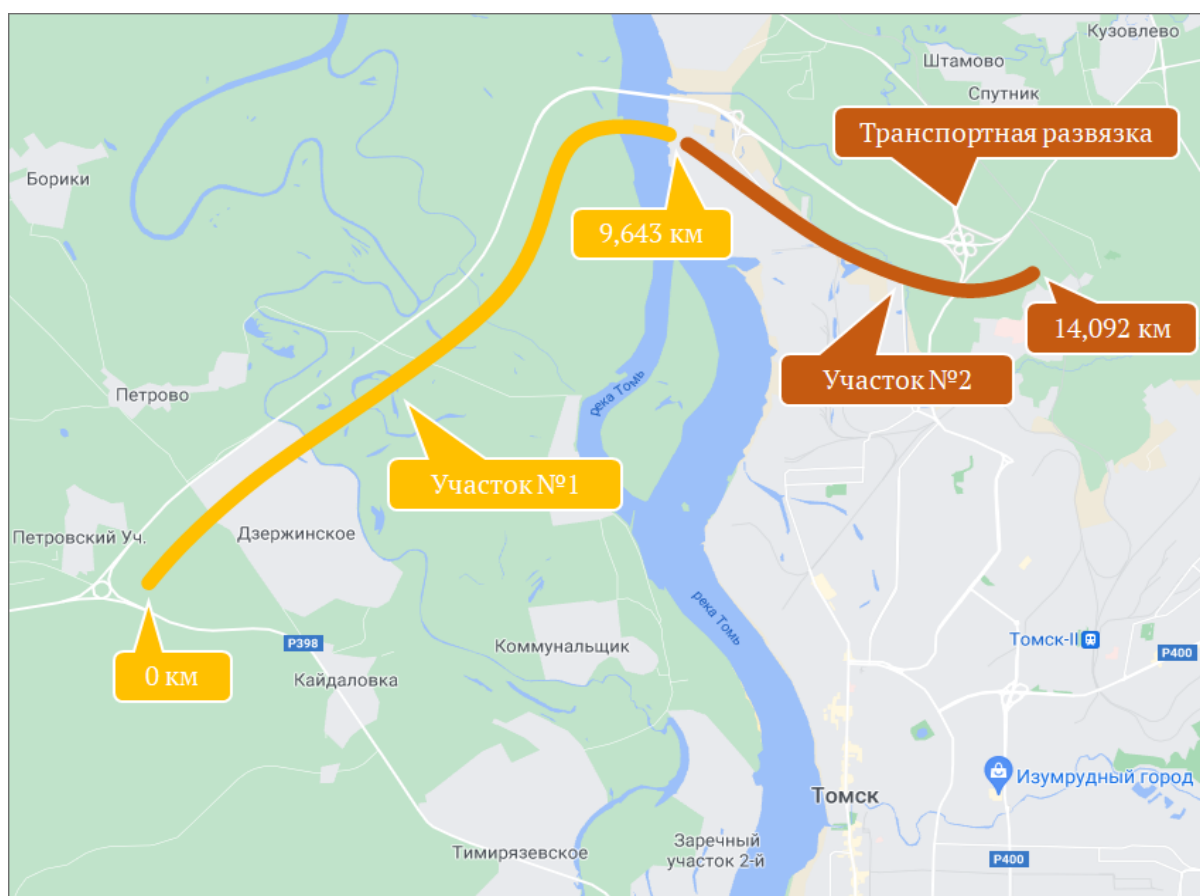 Кузовлево
Штамово
Спутник
Транспортная развязка
Борики
9,643 км
14,092 км
Участок №2
Петрово
река Томь
Участок №1
Петровский Уч.
Дзержинское
река Томь
Р398
Коммунальщик
Томск-II
Р400
0 км
Кайдаловка
Изумрудный город
Томск
Тимирязевское
Заречный
участок 2-й
Р400